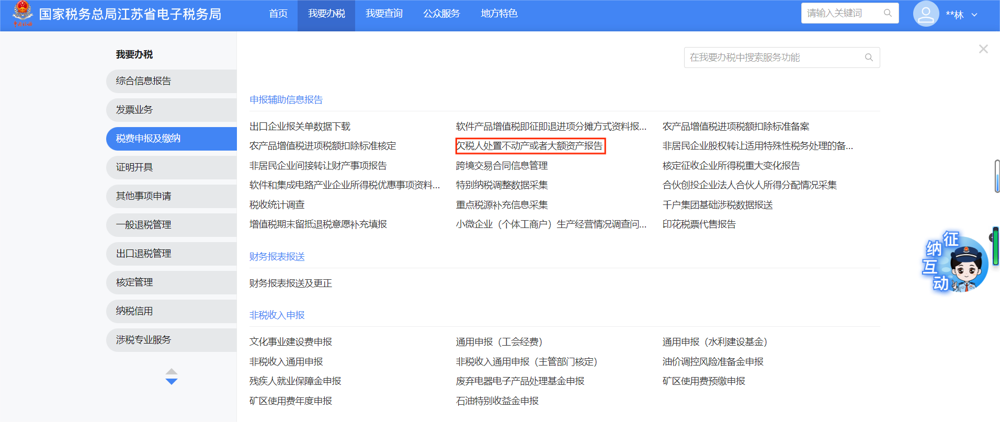 国家税务总局江苏省电子税务局
首页 我要办税 我要查询 公众服务 地方特色
请输入关键词
**林
我要办税
综合信息报告
发票业务
税费申报及缴纳
证明开具
其他事项申请
一般退税管理
出口退税管理
核定管理
纳税信用
涉税专业服务
在我要办税中搜索服务功能
申报辅助信息报告
出口企业报关单数据下载 软件产品增值税即征即退进项分摊方式资料报... 农产品增值税进项税额扣除标准备案
农产品增值税进项税额扣除标准核定 欠税人处置不动产或者大额资产报告 非居民企业股权转让适用特殊性税务处理的备...
非居民企业间接转让财产事项报告 跨境交易合同信息管理 核定征收企业所得税重大变化报告
软件和集成电路产业企业所得税优惠事项资料... 特别纳税调整数据采集 合伙创投企业法人合伙人所得分配情况采集
税收统计调查 重点税源补充信息采集 千户集团基础涉税数据报送
增值税期末留抵退税意愿补充填报 小微企业（个体工商户）生产经营情况调查问... 印花税票代售报告
财务报表报送
财务报表报送及更正
非税收入申报
文化事业建设费申报 通用申报（工会经费） 通用申报（水利建设基金）
非税收入通用申报 非税收入通用申报（主管部门核定） 油价调控风险准备金申报
残疾人就业保障金申报 废弃电器电子产品处理基金申报 矿区使用费预缴申报
矿区使用费年度申报 石油特别收益金申报
征纳互动